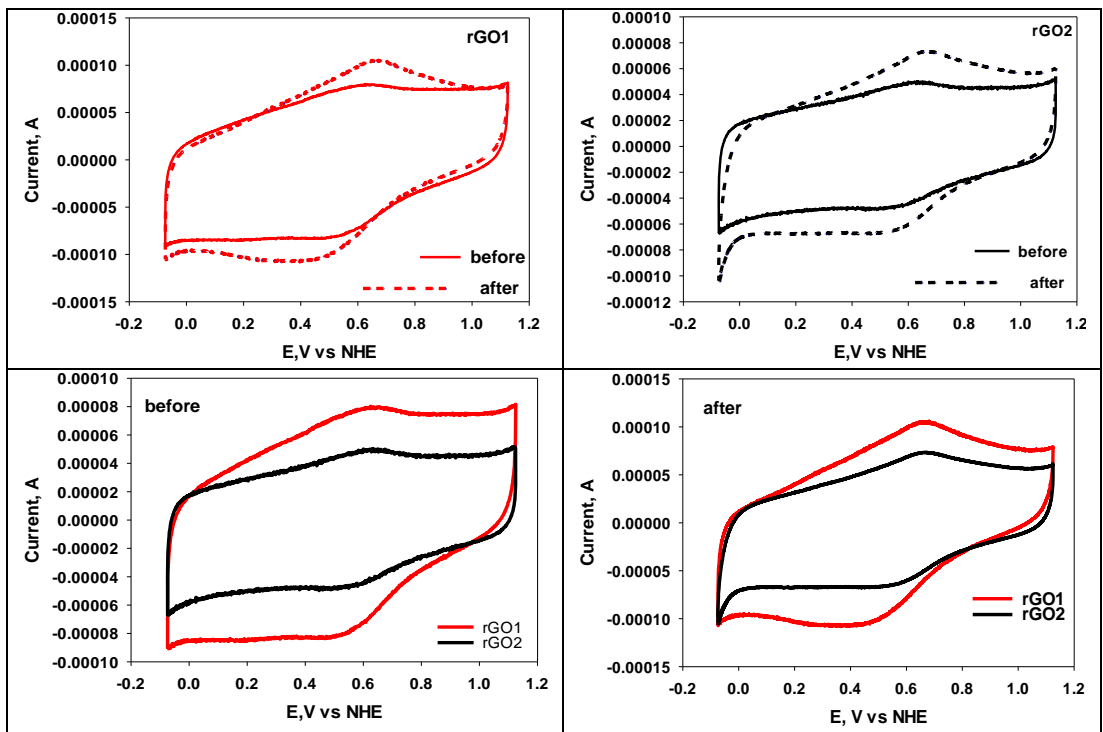 rGO1
0.00015
0.00010
0.00005
0.00000
-0.00005
-0.00010
-0.00015
Current, A
before
after
-0.2 0.0 0.2 0.4 0.6 0.8 1.0 1.2
E,V vs NHE
rGO2
0.00010
0.00008
0.00006
0.00004
0.00002
0.00000
-0.00002
-0.00004
-0.00006
-0.00008
-0.00010
-0.00012
Current, A
before
after
-0.2 0.0 0.2 0.4 0.6 0.8 1.0 1.2
E,V vs NHE
before
0.00010
0.00008
0.00006
0.00004
0.00002
0.00000
-0.00002
-0.00004
-0.00006
-0.00008
-0.00010
Current, A
rGO1
rGO2
-0.2 0.0 0.2 0.4 0.6 0.8 1.0 1.2
E,V vs NHE
after
0.00015
0.00010
0.00005
0.00000
-0.00005
-0.00010
-0.00015
Current, A
rGO1
rGO2
-0.2 0.0 0.2 0.4 0.6 0.8 1.0 1.2
E, V vs NHE